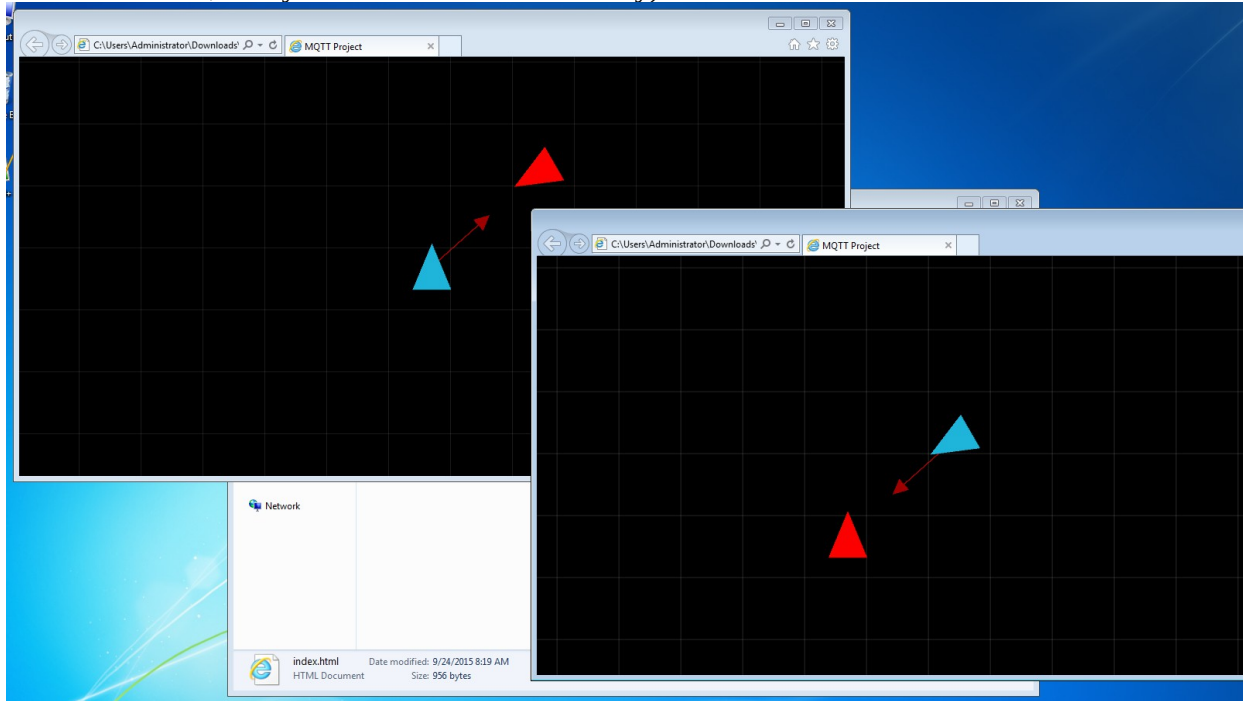 C:\Users\Administrator\Downloads\
MQTT Project
C:\Users\Administrator\Downloads\
MQTT Project
Network
index.html
Date modified: 9/24/2015 8:19 AM
HTML Document
Size: 956 bytes